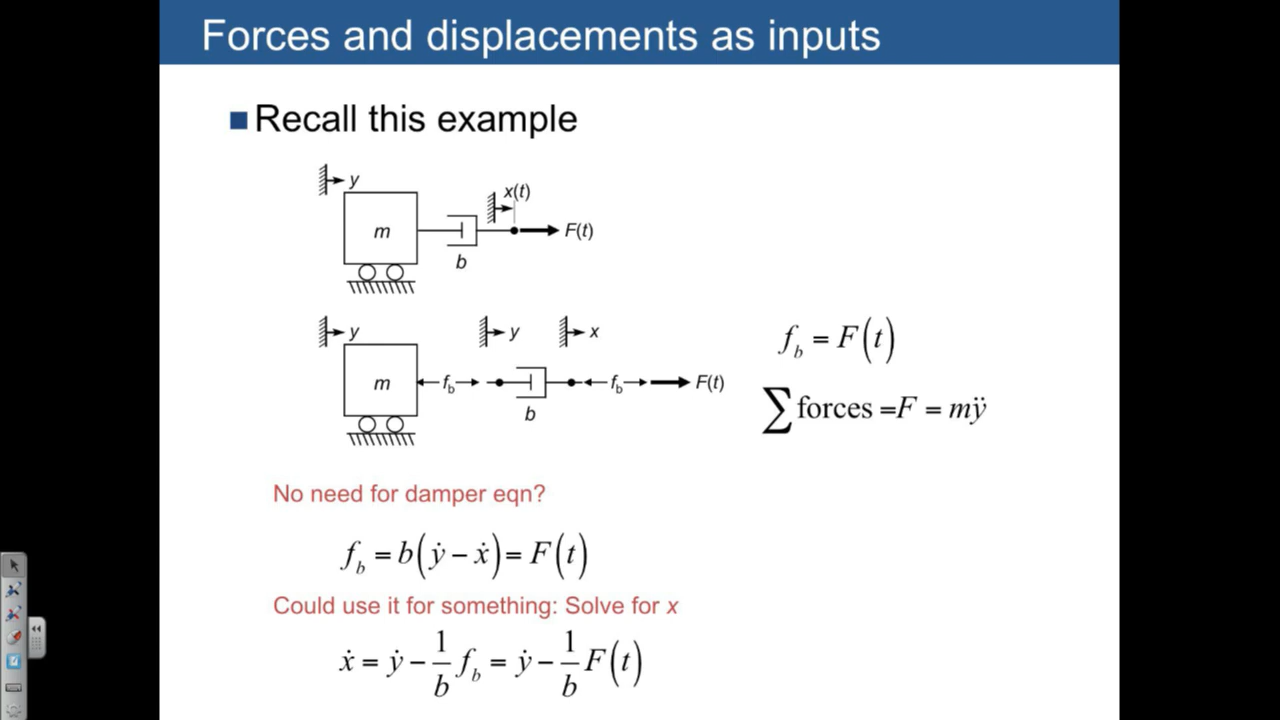 Forces and displacements as inputs
Recall this example
y
x(t)
m
F(t)
b
y
y
x
m
f_b
f_b
F(t)
b
f_b = F(t)
∑ forces =F = mÿ
No need for damper eqn?
f_b = b(ẏ − ẋ) = F(t)
Could use it for something: Solve for x
ẋ = ẏ − 1/b f_b = ẏ − 1/b F(t)